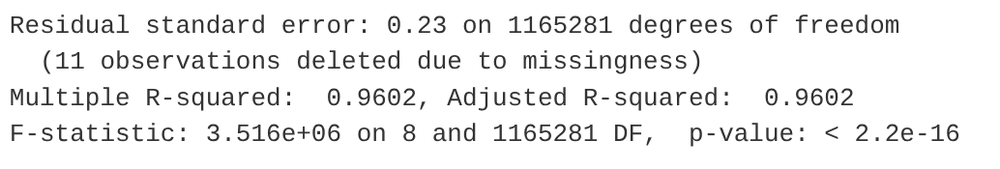 Residual standard error: 0.23 on 1165281 degrees of freedom
  (11 observations deleted due to missingness)
Multiple R-squared:  0.9602, Adjusted R-squared:  0.9602
F-statistic: 3.516e+06 on 8 and 1165281 DF,  p-value: < 2.2e-16